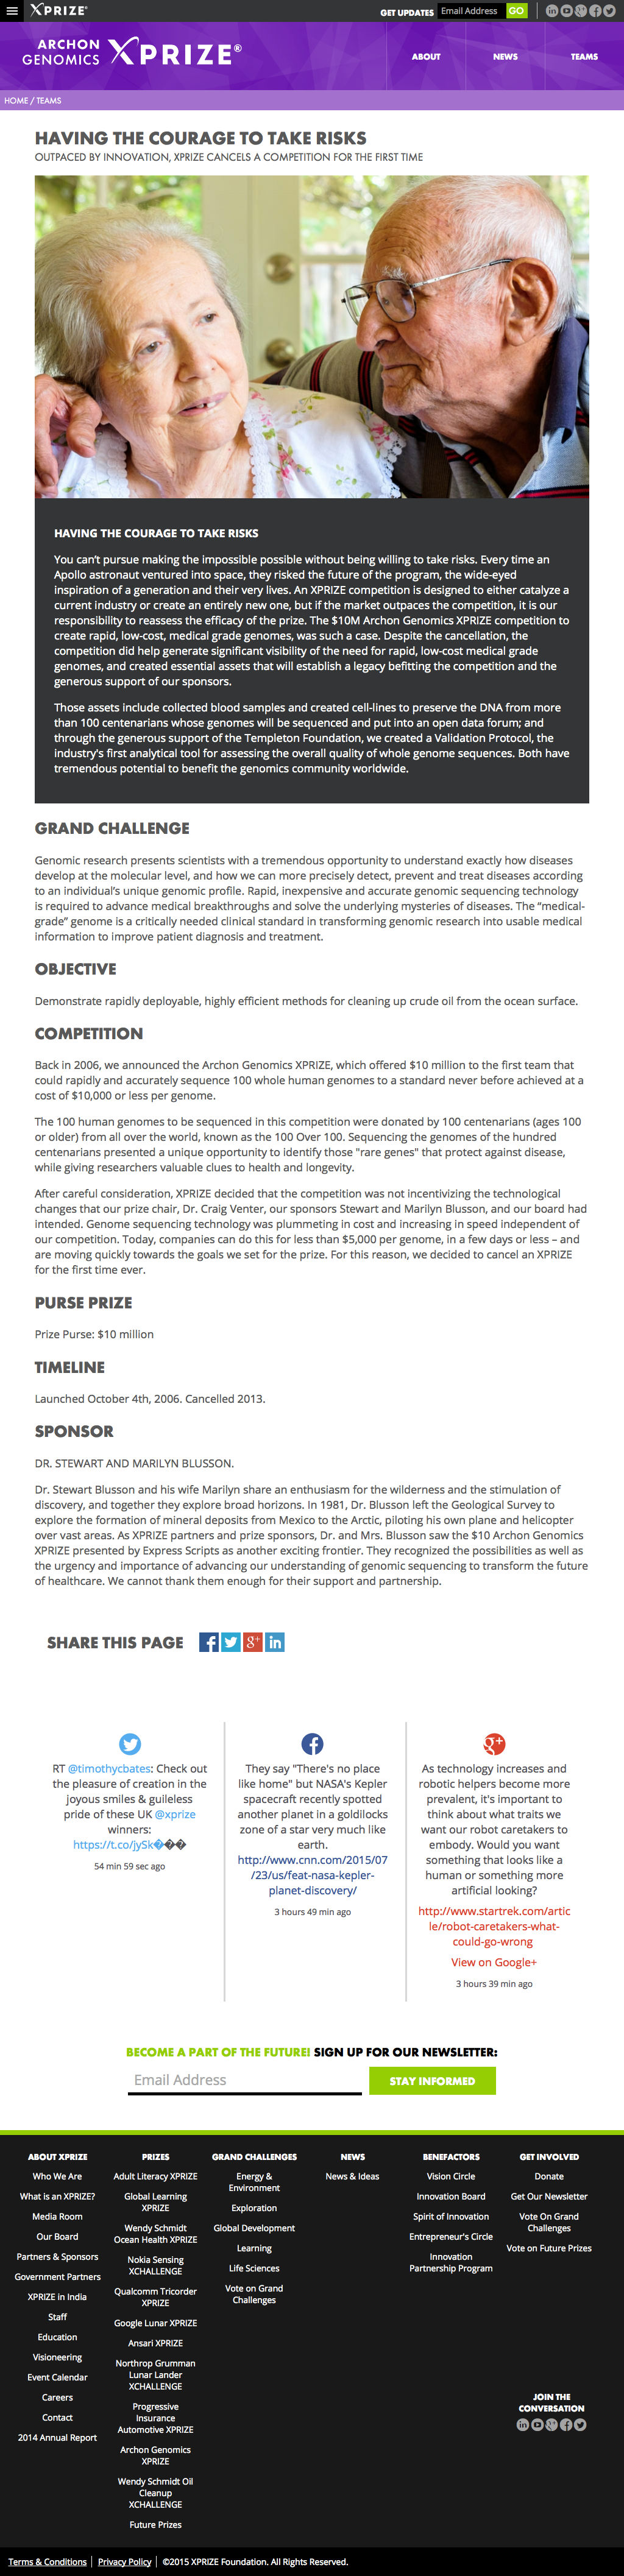 XPRIZE®
GET UPDATES
Email Address
GO
ARCHON
GENOMICS
XPRIZE®
ABOUT
NEWS
TEAMS
HOME / TEAMS
HAVING THE COURAGE TO TAKE RISKS
OUTPACED BY INNOVATION, XPRIZE CANCELS A COMPETITION FOR THE FIRST TIME
HAVING THE COURAGE TO TAKE RISKS
You can't pursue making the impossible possible without being willing to take risks. Every time an
Apollo astronaut ventured into space, they risked the future of the program, the wide-eyed
inspiration of a generation and their very lives. An XPRIZE competition is designed to either catalyze a
current industry or create an entirely new one, but if the market outpaces the competition, it is our
responsibility to reassess the efficacy of the prize. The $10M Archon Genomics XPRIZE competition to
create rapid, low-cost, medical grade genomes, was such a case. Despite the cancellation, the
competition did help generate significant visibility of the need for rapid, low-cost medical grade
genomes, and created essential assets that will establish a legacy befitting the competition and the
generous support of our sponsors.
Those assets include collected blood samples and created cell-lines to preserve the DNA from more
than 100 centenarians whose genomes will be sequenced and put into an open data forum; and
through the generous support of the Templeton Foundation, we created a Validation Protocol, the
industry's first analytical tool for assessing the overall quality of whole genome sequences. Both have
tremendous potential to benefit the genomics community worldwide.
GRAND CHALLENGE
Genomic research presents scientists with a tremendous opportunity to understand exactly how diseases
develop at the molecular level, and how we can more precisely detect, prevent and treat diseases according
to an individual's unique genomic profile. Rapid, inexpensive and accurate genomic sequencing technology
is required to advance medical breakthroughs and solve the underlying mysteries of diseases. The “medical-
grade” genome is a critically needed clinical standard in transforming genomic research into usable medical
information to improve patient diagnosis and treatment.
OBJECTIVE
Demonstrate rapidly deployable, highly efficient methods for cleaning up crude oil from the ocean surface.
COMPETITION
Back in 2006, we announced the Archon Genomics XPRIZE, which offered $10 million to the first team that
could rapidly and accurately sequence 100 whole human genomes to a standard never before achieved at a
cost of $10,000 or less per genome.
The 100 human genomes to be sequenced in this competition were donated by 100 centenarians (ages 100
or older) from all over the world, known as the 100 Over 100. Sequencing the genomes of the hundred
centenarians presented a unique opportunity to identify those "rare genes" that protect against disease,
while giving researchers valuable clues to health and longevity.
After careful consideration, XPRIZE decided that the competition was not incentivizing the technological
changes that our prize chair, Dr. Craig Venter, our sponsors Stewart and Marilyn Blusson, and our board had
intended. Genome sequencing technology was plummeting in cost and increasing in speed independent of
our competition. Today, companies can do this for less than $5,000 per genome, in a few days or less – and
are moving quickly towards the goals we set for the prize. For this reason, we decided to cancel an XPRIZE
for the first time ever.
PURSE PRIZE
Prize Purse: $10 million
TIMELINE
Launched October 4th, 2006. Cancelled 2013.
SPONSOR
DR. STEWART AND MARILYN BLUSSON.
Dr. Stewart Blusson and his wife Marilyn share an enthusiasm for the wilderness and the stimulation of
discovery, and together they explore broad horizons. In 1981, Dr. Blusson left the Geological Survey to
explore the formation of mineral deposits from Mexico to the Arctic, piloting his own plane and helicopter
over vast areas. As XPRIZE partners and prize sponsors, Dr. and Mrs. Blusson saw the $10 Archon Genomics
XPRIZE presented by Express Scripts as another exciting frontier. They recognized the possibilities as well as
the urgency and importance of advancing our understanding of genomic sequencing to transform the future
of healthcare. We cannot thank them enough for their support and partnership.
SHARE THIS PAGE
RT @timothycbates: Check out
the pleasure of creation in the
joyous smiles & guileless
pride of these UK @xprize
winners:
https://t.co/jySk���
54 min 59 sec ago
They say "There's no place
like home" but NASA's Kepler
spacecraft recently spotted
another planet in a goldilocks
zone of a star very much like
earth.
http://www.cnn.com/2015/07
/23/us/feat-nasa-kepler-
planet-discovery/
3 hours 49 min ago
As technology increases and
robotic helpers become more
prevalent, it's important to
think about what traits we
want our robot caretakers to
embody. Would you want
something that looks like a
human or something more
artificial looking?
http://www.startrek.com/artic
le/robot-caretakers-what-
could-go-wrong
View on Google+
3 hours 39 min ago
BECOME A PART OF THE FUTURE! SIGN UP FOR OUR NEWSLETTER:
Email Address
STAY INFORMED
ABOUT XPRIZE
Who We Are
What is an XPRIZE?
Media Room
Our Board
Partners & Sponsors
Government Partners
XPRIZE in India
Staff
Education
Visioneering
Event Calendar
Careers
Contact
2014 Annual Report
PRIZES
Adult Literacy XPRIZE
Global Learning
XPRIZE
Wendy Schmidt
Ocean Health XPRIZE
Nokia Sensing
XCHALLENGE
Qualcomm Tricorder
XPRIZE
Google Lunar XPRIZE
Ansari XPRIZE
Northrop Grumman
Lunar Lander
XCHALLENGE
Progressive
Insurance
Automotive XPRIZE
Archon Genomics
XPRIZE
Wendy Schmidt Oil
Cleanup
XCHALLENGE
Future Prizes
GRAND CHALLENGES
Energy &
Environment
Exploration
Global Development
Learning
Life Sciences
Vote on Grand
Challenges
NEWS
News & Ideas
BENEFACTORS
Vision Circle
Innovation Board
Spirit of Innovation
Entrepreneur's Circle
Innovation
Partnership Program
GET INVOLVED
Donate
Get Our Newsletter
Vote On Grand
Challenges
Vote on Future Prizes
JOIN THE
CONVERSATION
Terms & Conditions | Privacy Policy | ©2015 XPRIZE Foundation. All Rights Reserved.